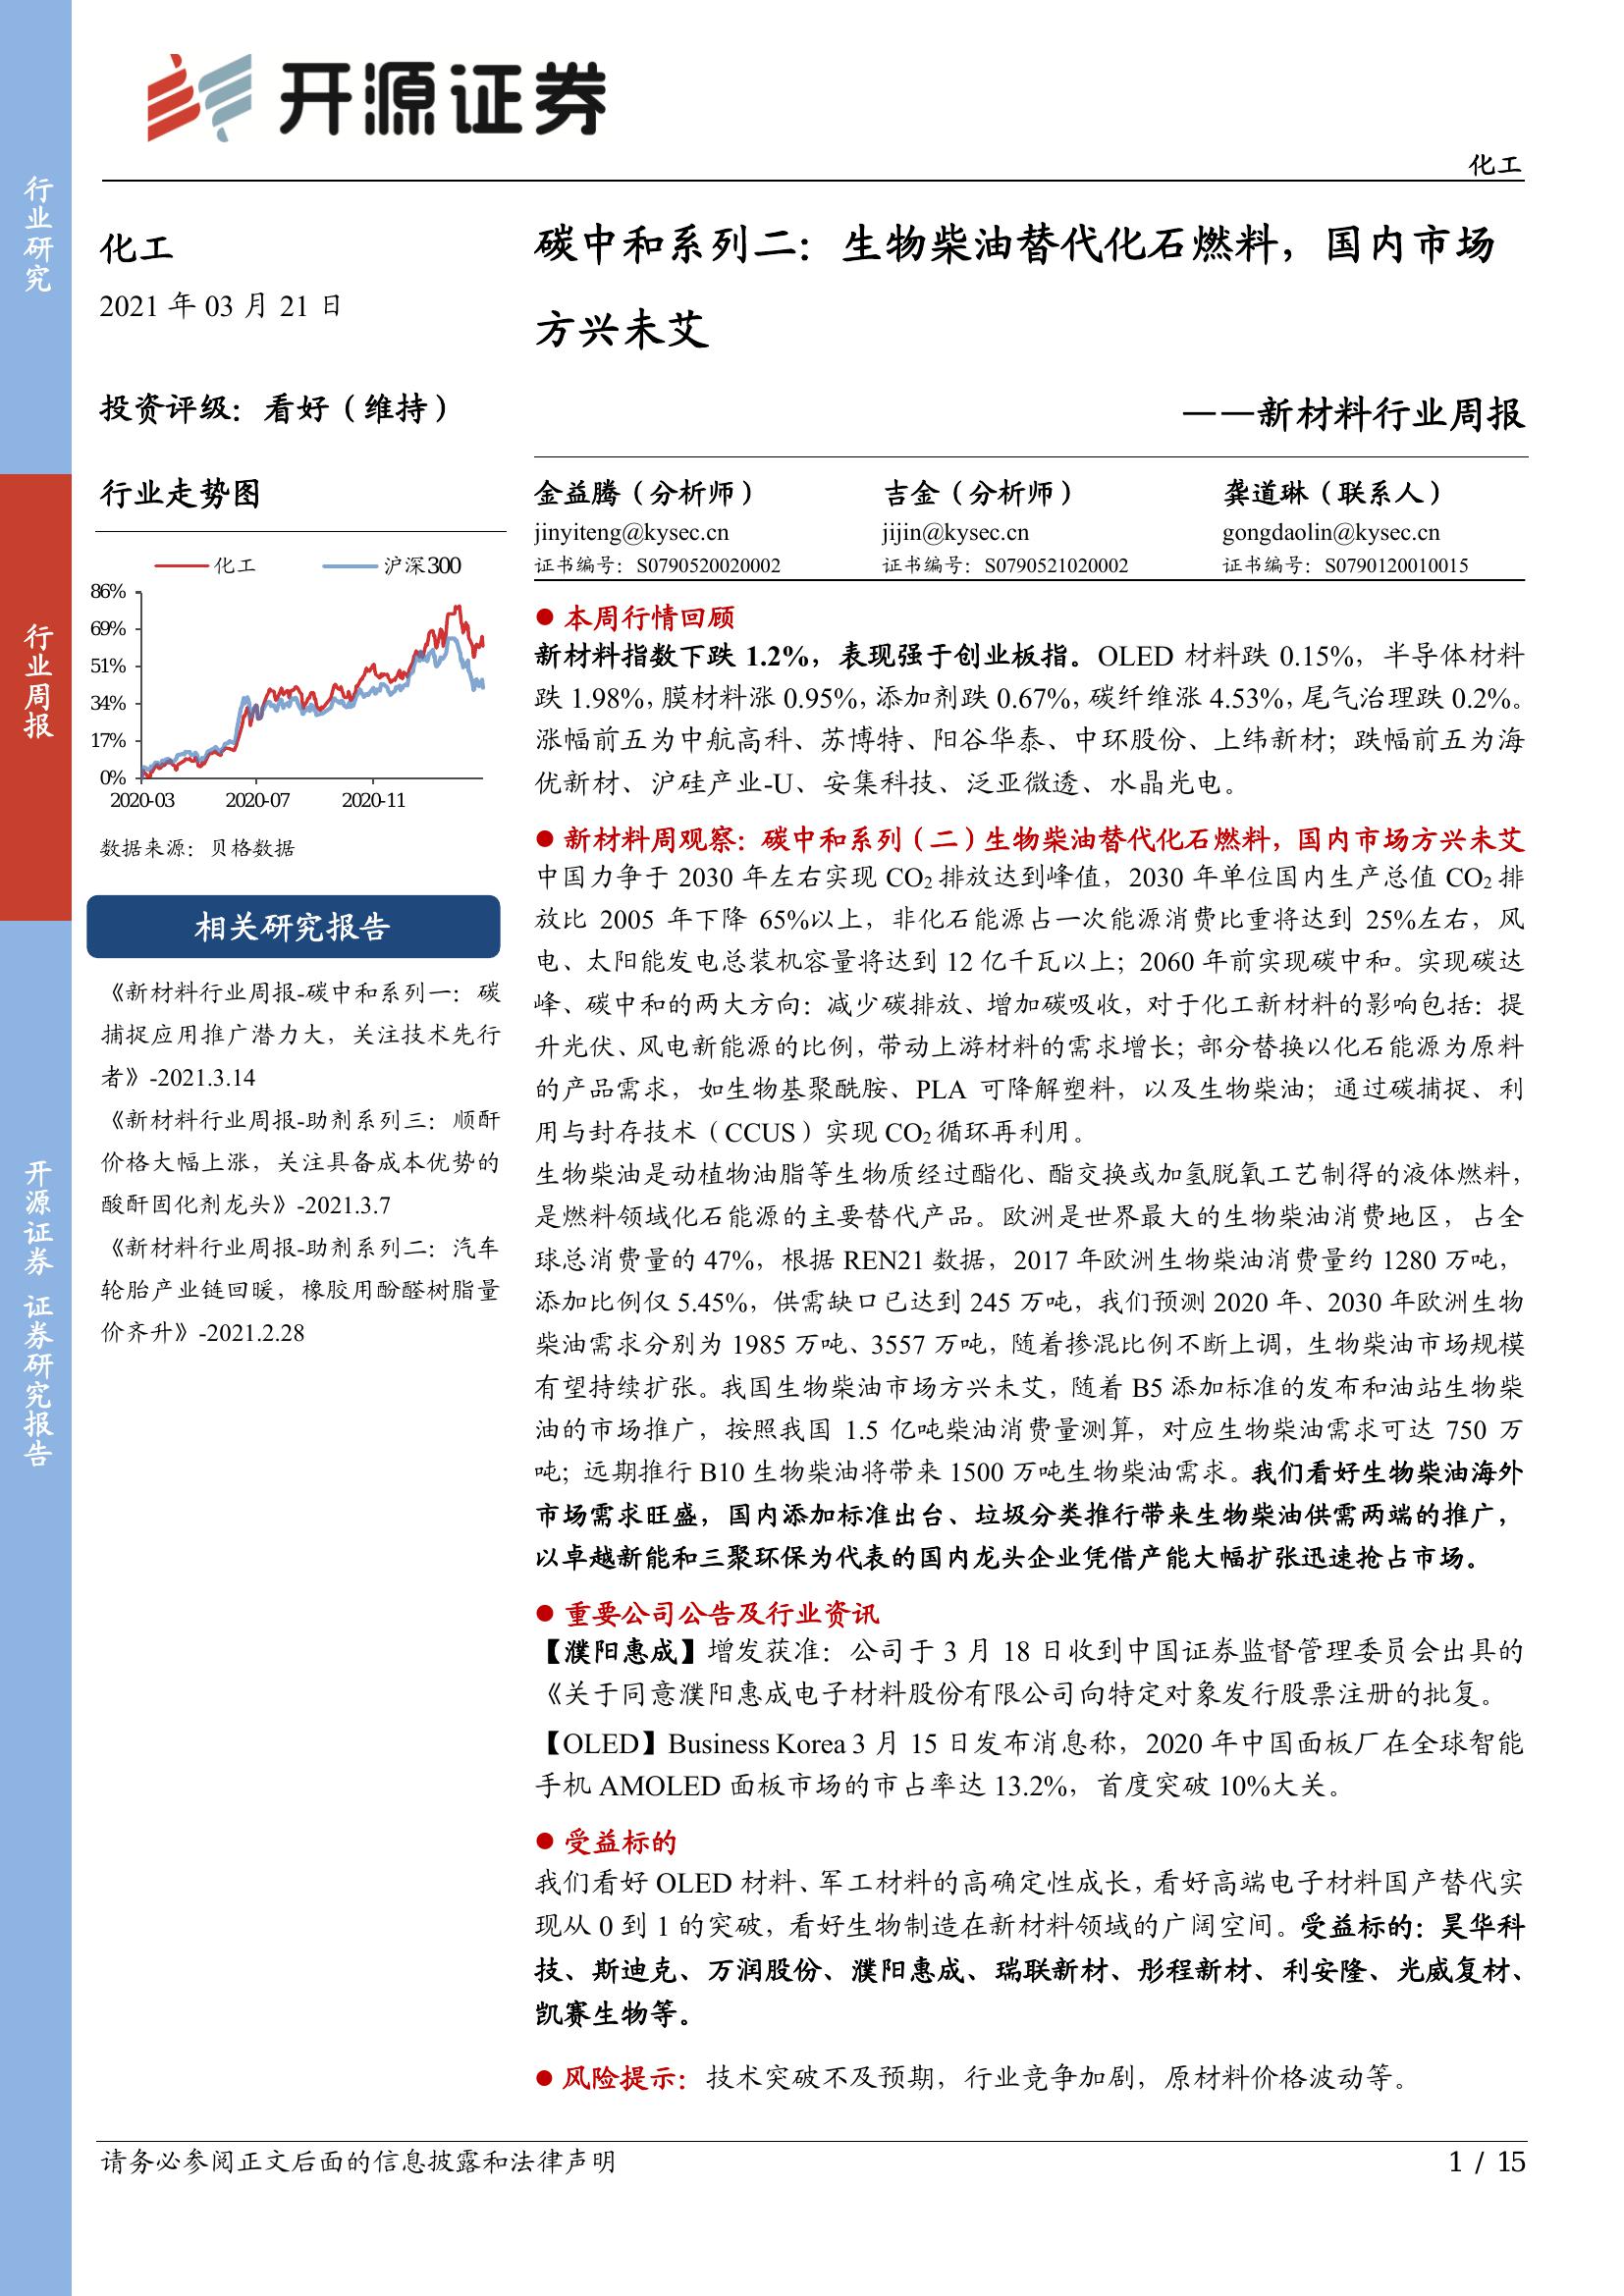 开源证券
化工
行业研究
行业周报
开源证券 证券研究报告
化工
2021 年 03 月 21 日
投资评级：看好（维持）
行业走势图
化工 沪深300
86%
69%
51%
34%
17%
0%
2020-03 2020-07 2020-11
数据来源：贝格数据
相关研究报告
《新材料行业周报-碳中和系列一：碳
捕捉应用推广潜力大，关注技术先行
者》-2021.3.14
《新材料行业周报-助剂系列三：顺酐
价格大幅上涨，关注具备成本优势的
酸酐固化剂龙头》-2021.3.7
《新材料行业周报-助剂系列二：汽车
轮胎产业链回暖，橡胶用酚醛树脂量
价齐升》-2021.2.28
碳中和系列二：生物柴油替代化石燃料，国内市场
方兴未艾
——新材料行业周报
金益腾（分析师） 吉金（分析师） 龚道琳（联系人）
jinyiteng@kysec.cn jijin@kysec.cn gongdaolin@kysec.cn
证书编号：S0790520020002 证书编号：S0790521020002 证书编号：S0790120010015
● 本周行情回顾
新材料指数下跌 1.2%，表现强于创业板指。OLED 材料跌 0.15%，半导体材料
跌 1.98%，膜材料涨 0.95%，添加剂跌 0.67%，碳纤维涨 4.53%，尾气治理跌 0.2%。
涨幅前五为中航高科、苏博特、阳谷华泰、中环股份、上纬新材；跌幅前五为海
优新材、沪硅产业-U、安集科技、泛亚微透、水晶光电。
● 新材料周观察：碳中和系列（二）生物柴油替代化石燃料，国内市场方兴未艾
中国力争于 2030 年左右实现 CO₂ 排放达到峰值，2030 年单位国内生产总值 CO₂ 排
放比 2005 年下降 65%以上，非化石能源占一次能源消费比重将达到 25%左右，风
电、太阳能发电总装机容量将达到 12 亿千瓦以上；2060 年前实现碳中和。实现碳达
峰、碳中和的两大方向：减少碳排放、增加碳吸收，对于化工新材料的影响包括：提
升光伏、风电新能源的比例，带动上游材料的需求增长；部分替换以化石能源为原料
的产品需求，如生物基聚酰胺、PLA 可降解塑料，以及生物柴油；通过碳捕捉、利
用与封存技术（CCUS）实现 CO₂ 循环再利用。
生物柴油是动植物油脂等生物质经过酯化、酯交换或加氢脱氧工艺制得的液体燃料，
是燃料领域化石能源的主要替代产品。欧洲是世界最大的生物柴油消费地区，占全
球总消费量的 47%，根据 REN21 数据，2017 年欧洲生物柴油消费量约 1280 万吨，
添加比例仅 5.45%，供需缺口已达到 245 万吨，我们预测 2020 年、2030 年欧洲生物
柴油需求分别为 1985 万吨、3557 万吨，随着掺混比例不断上调，生物柴油市场规模
有望持续扩张。我国生物柴油市场方兴未艾，随着 B5 添加标准的发布和油站生物柴
油的市场推广，按照我国 1.5 亿吨柴油消费量测算，对应生物柴油需求可达 750 万
吨；远期推行 B10 生物柴油将带来 1500 万吨生物柴油需求。我们看好生物柴油海外
市场需求旺盛，国内添加标准出台、垃圾分类推行带来生物柴油供需两端的推广，
以卓越新能和三聚环保为代表的国内龙头企业凭借产能大幅扩张迅速抢占市场。
● 重要公司公告及行业资讯
【濮阳惠成】增发获准：公司于 3 月 18 日收到中国证券监督管理委员会出具的
《关于同意濮阳惠成电子材料股份有限公司向特定对象发行股票注册的批复。
【OLED】Business Korea 3 月 15 日发布消息称，2020 年中国面板厂在全球智能
手机 AMOLED 面板市场的市占率达 13.2%，首度突破 10%大关。
● 受益标的
我们看好 OLED 材料、军工材料的高确定性成长，看好高端电子材料国产替代实
现从 0 到 1 的突破，看好生物制造在新材料领域的广阔空间。受益标的：昊华科
技、斯迪克、万润股份、濮阳惠成、瑞联新材、彤程新材、利安隆、光威复材、
凯赛生物等。
● 风险提示：技术突破不及预期，行业竞争加剧，原材料价格波动等。
请务必参阅正文后面的信息披露和法律声明 1 / 15